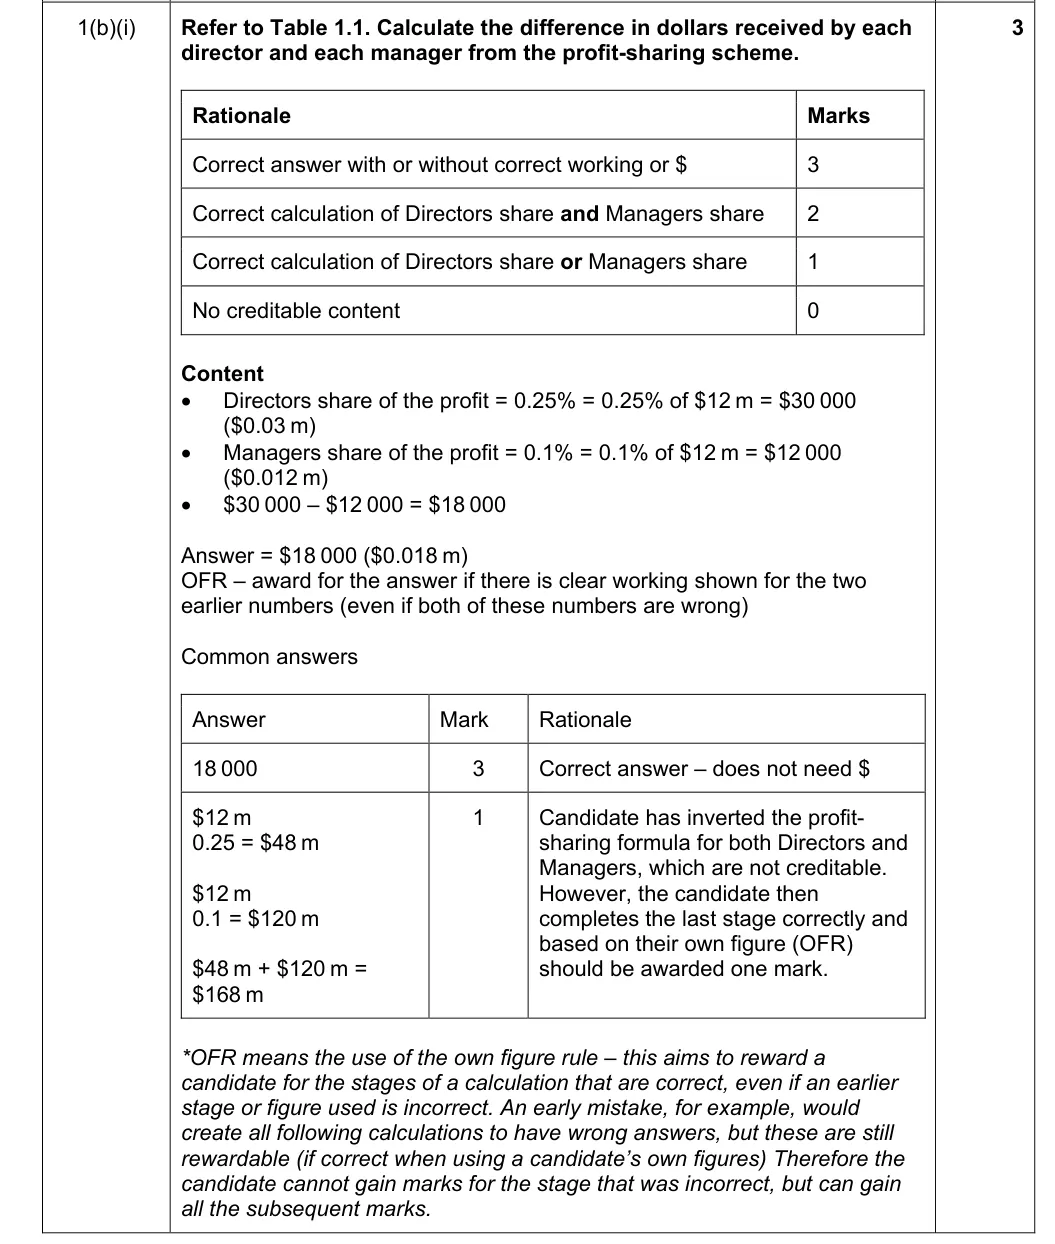 1(b)(i)
Refer to Table 1.1. Calculate the difference in dollars received by each
director and each manager from the profit-sharing scheme.
3
Rationale
Marks
Correct answer with or without correct working or $
3
Correct calculation of Directors share and Managers share
2
Correct calculation of Directors share or Managers share
1
No creditable content
0
Content
• Directors share of the profit = 0.25% = 0.25% of $12 m = $30 000
($0.03 m)
• Managers share of the profit = 0.1% = 0.1% of $12 m = $12 000
($0.012 m)
• $30 000 – $12 000 = $18 000
Answer = $18 000 ($0.018 m)
OFR – award for the answer if there is clear working shown for the two
earlier numbers (even if both of these numbers are wrong)
Common answers
Answer
Mark
Rationale
18 000
3
Correct answer – does not need $
$12 m
0.25 = $48 m
$12 m
0.1 = $120 m
$48 m + $120 m =
$168 m
1
Candidate has inverted the profit-
sharing formula for both Directors and
Managers, which are not creditable.
However, the candidate then
completes the last stage correctly and
based on their own figure (OFR)
should be awarded one mark.
*OFR means the use of the own figure rule – this aims to reward a
candidate for the stages of a calculation that are correct, even if an earlier
stage or figure used is incorrect. An early mistake, for example, would
create all following calculations to have wrong answers, but these are still
rewardable (if correct when using a candidate's own figures) Therefore the
candidate cannot gain marks for the stage that was incorrect, but can gain
all the subsequent marks.